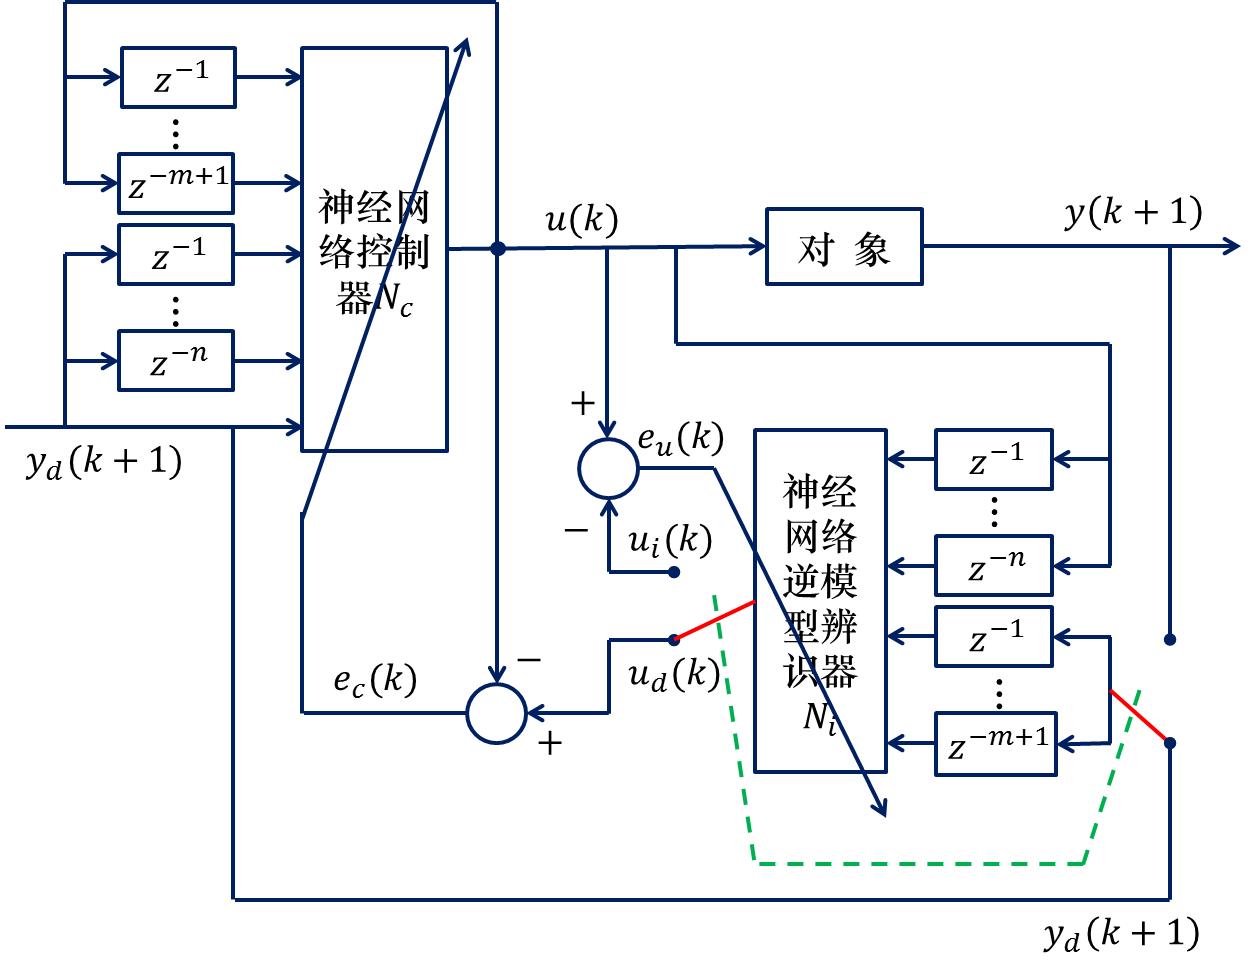 z⁻¹
⋮
z⁻ᵐ⁺¹
z⁻¹
⋮
z⁻ⁿ
y_d(k + 1)
神经网
络控制
器N_c
u(k)
对 象
y(k + 1)
+
−
e_u(k)
u_i(k)
u_d(k)
−
+
e_c(k)
神经
网络
逆模
型辨
识器
N_i
z⁻¹
⋮
z⁻ⁿ
z⁻¹
⋮
z⁻ᵐ⁺¹
y_d(k + 1)